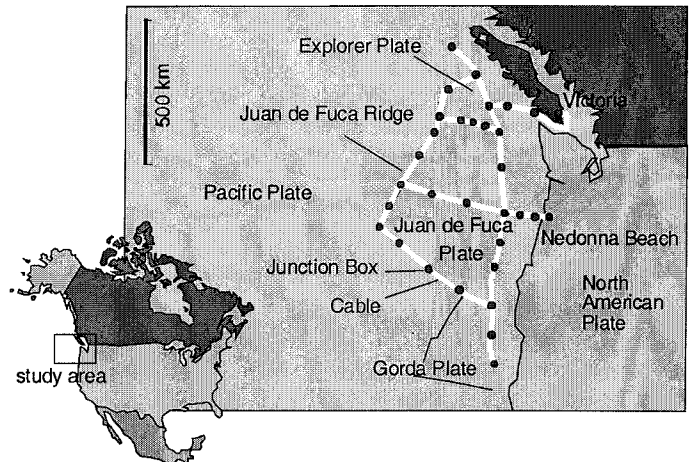 Explorer Plate
500 km
Victoria
Juan de Fuca Ridge
Pacific Plate
Juan de Fuca
Plate
Nedonna Beach
Junction Box
Cable
North
American
Plate
Gorda Plate
study area